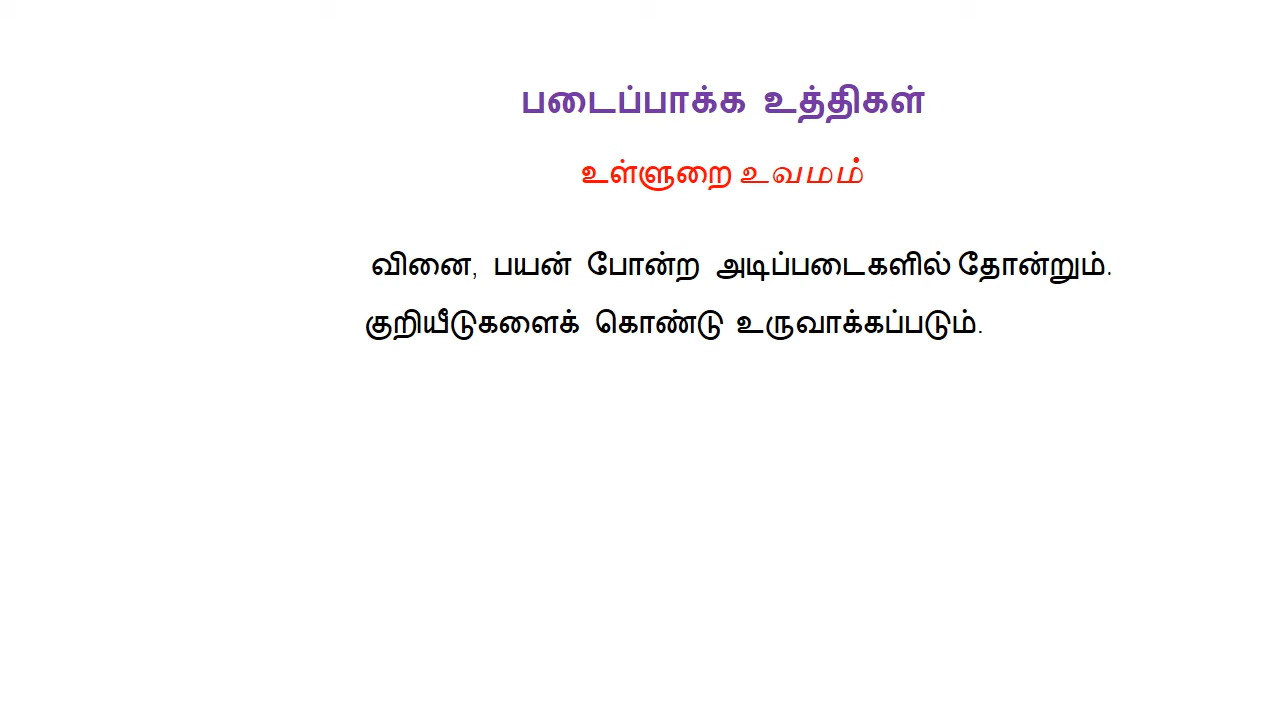 படைப்பாக்க உத்திகள்
உள்ளுறை உவமம்
வினை, பயன் போன்ற அடிப்படைகளில் தோன்றும்.
குறியீடுகளைக் கொண்டு உருவாக்கப்படும்.